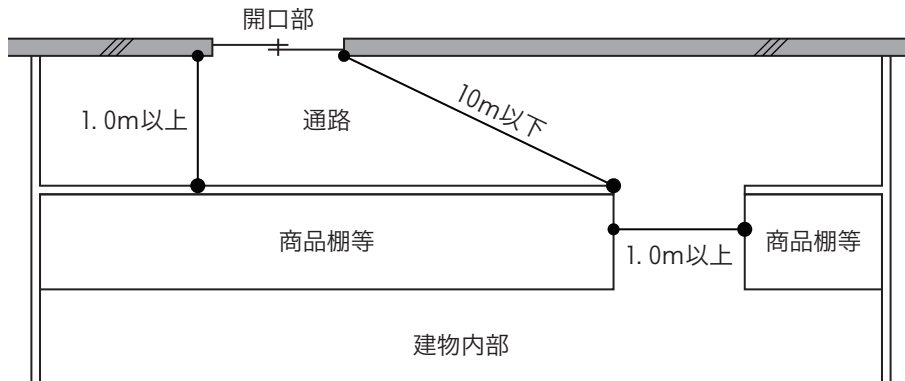 開口部
1. 0m以上
通路
10m以下
商品棚等
1. 0m以上
商品棚等
建物内部